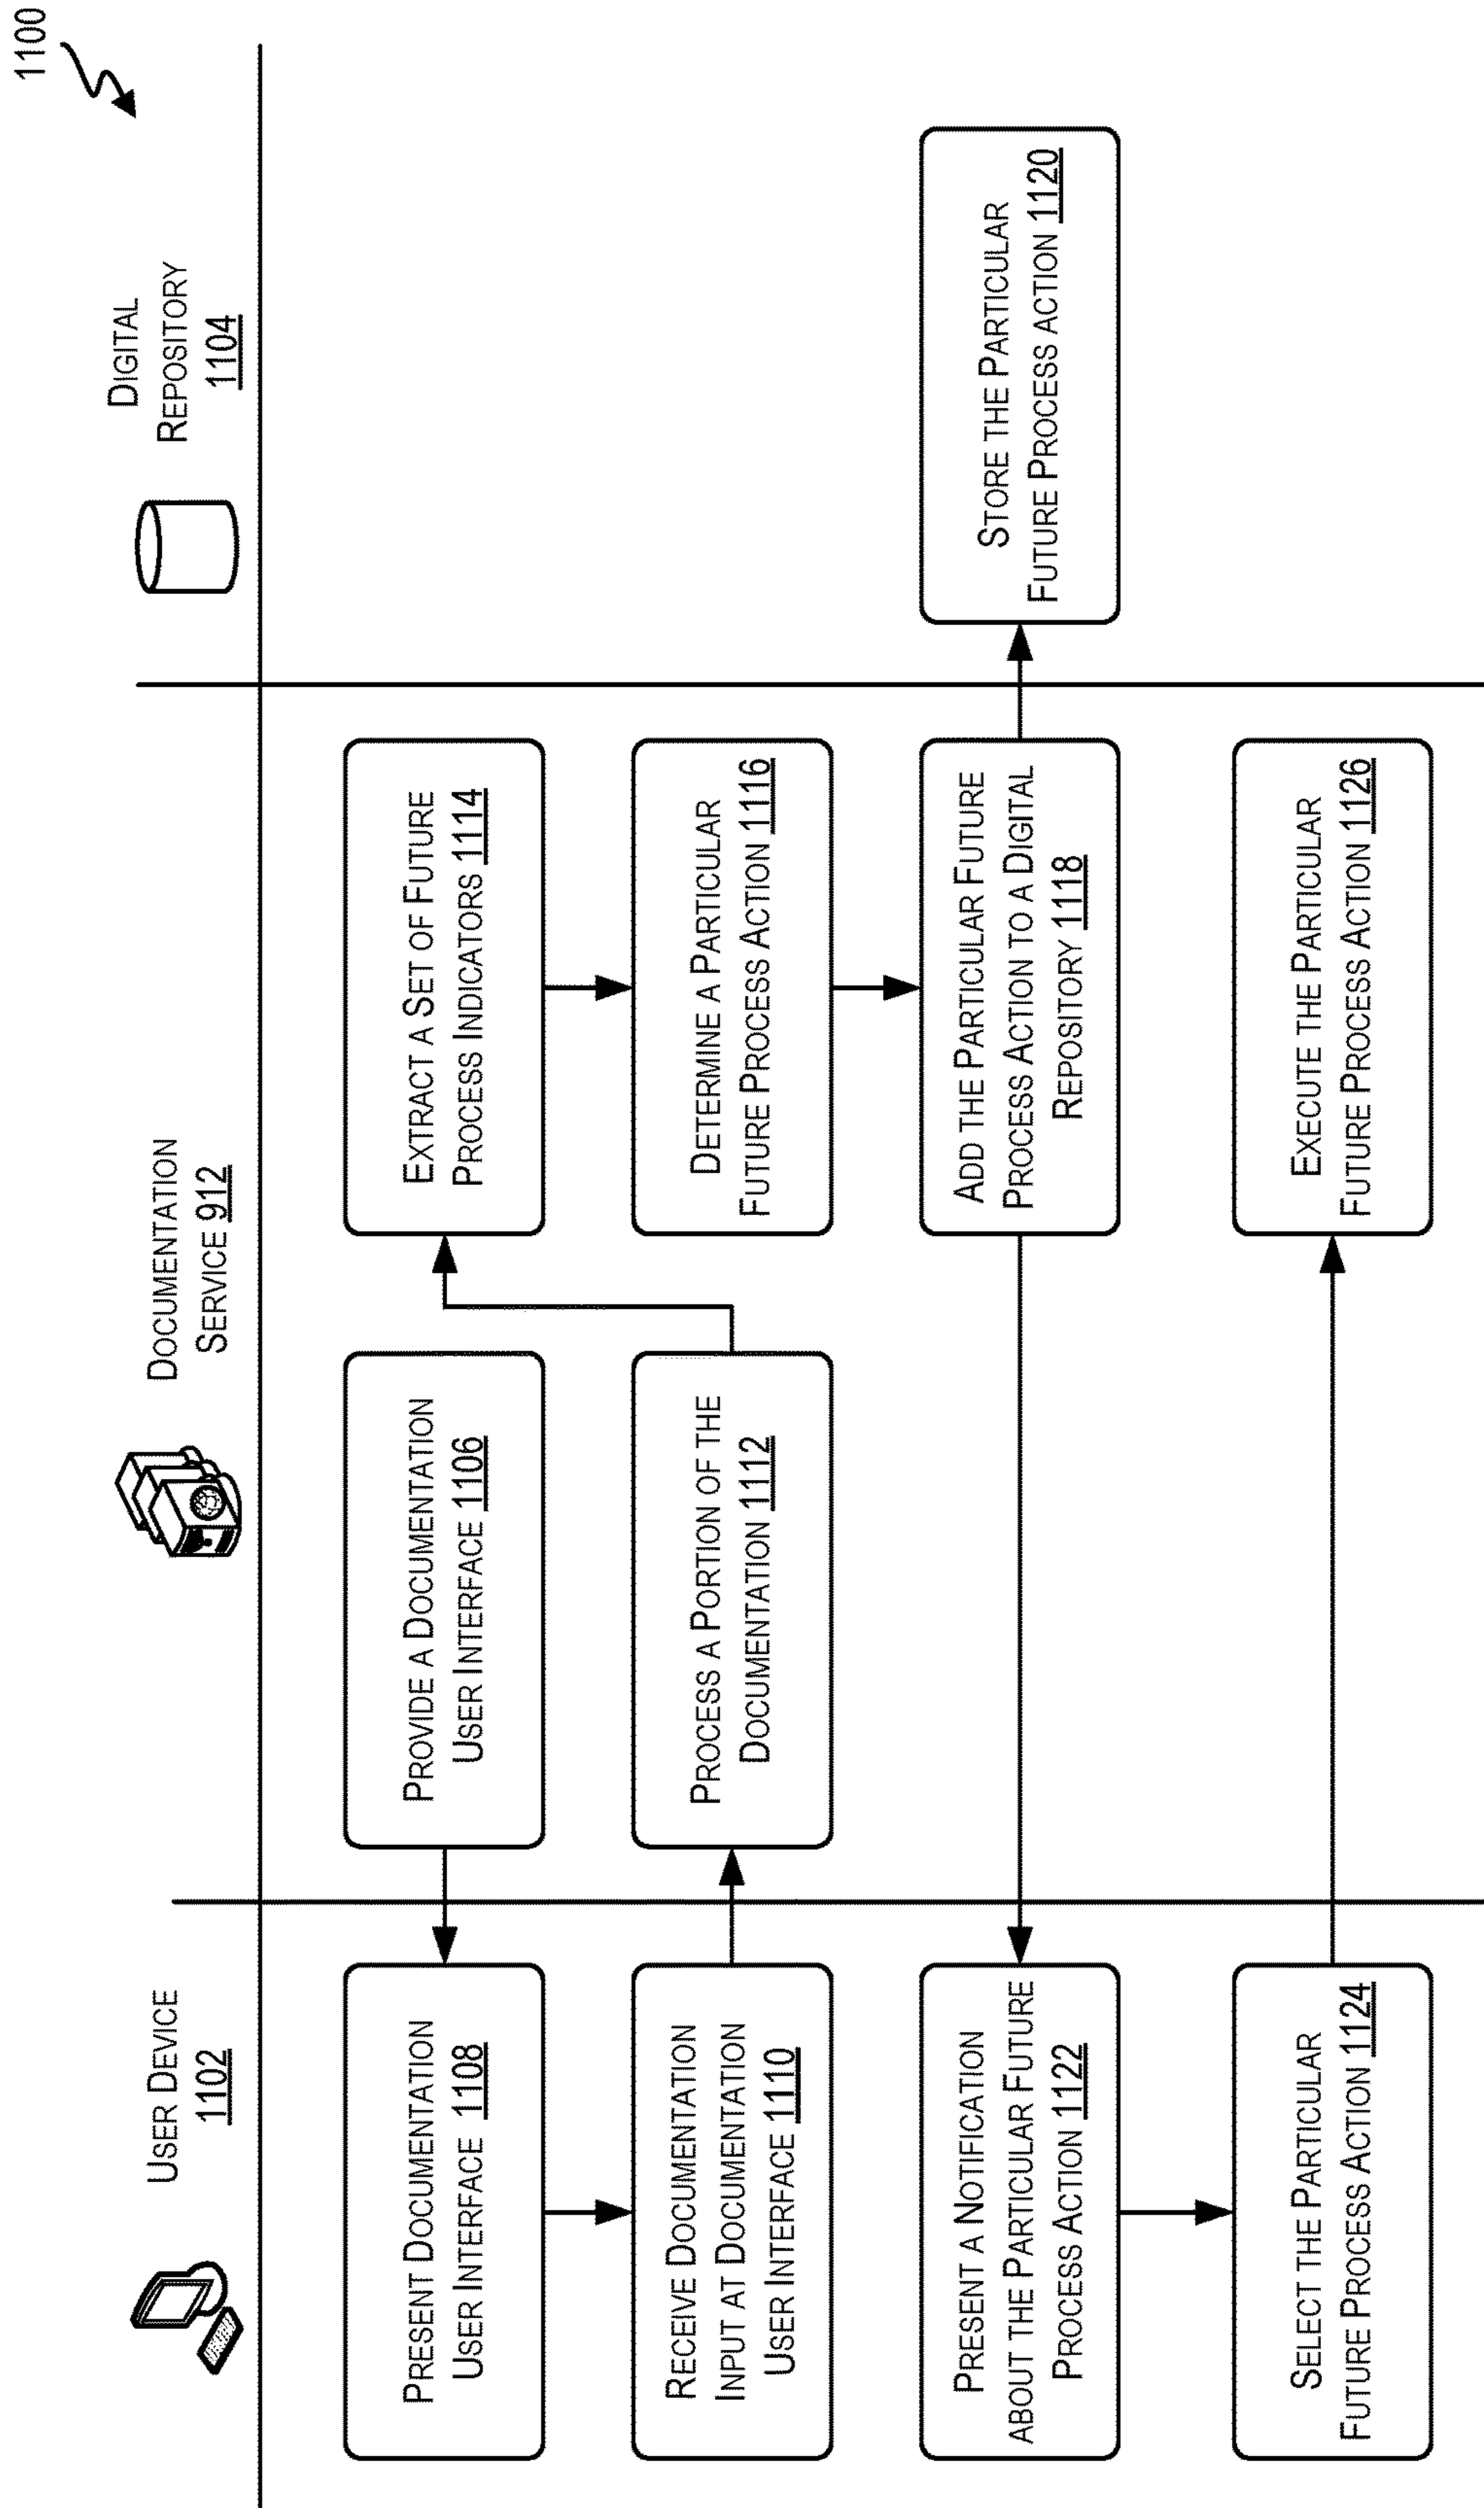 1100
USER DEVICE
1102
DOCUMENTATION
SERVICE 912
DIGITAL
REPOSITORY
1104
PRESENT DOCUMENTATION
USER INTERFACE 1108
PROVIDE A DOCUMENTATION
USER INTERFACE 1106
EXTRACT A SET OF FUTURE
PROCESS INDICATORS 1114
RECEIVE DOCUMENTATION
INPUT AT DOCUMENTATION
USER INTERFACE 1110
PROCESS A PORTION OF THE
DOCUMENTATION 1112
DETERMINE A PARTICULAR
FUTURE PROCESS ACTION 1116
PRESENT A NOTIFICATION
ABOUT THE PARTICULAR FUTURE
PROCESS ACTION 1122
ADD THE PARTICULAR FUTURE
PROCESS ACTION TO A DIGITAL
REPOSITORY 1118
STORE THE PARTICULAR
FUTURE PROCESS ACTION 1120
SELECT THE PARTICULAR
FUTURE PROCESS ACTION 1124
EXECUTE THE PARTICULAR
FUTURE PROCESS ACTION 1126